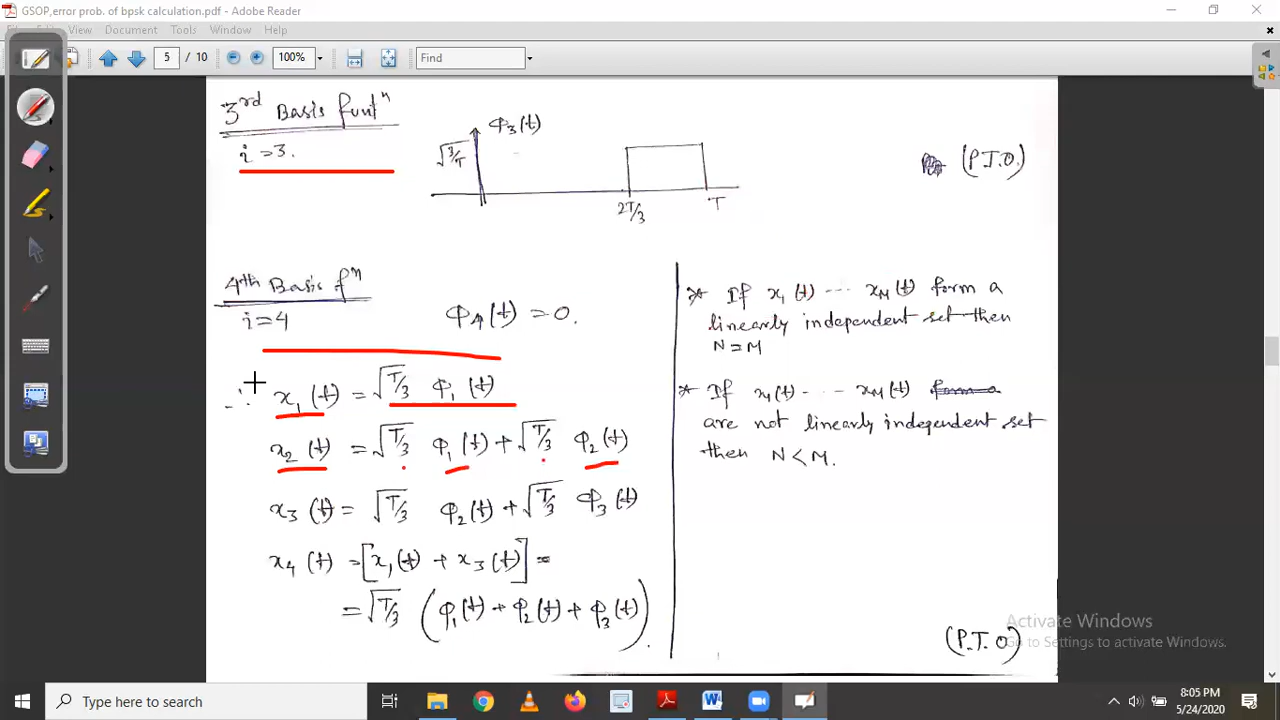 GSOP,error prob. of bpsk calculation.pdf - Adobe Reader
View Document Tools Window Help
5 / 10 100% Find
3rd Basis funtn
i=3.
φ3(t)
√3/T
2T/3 T
(P.T.O.)
4th Basis fn
i=4
φ4(t) = 0.
∴ x1(t) = √T/3 φ1(t)
x2(t) = √T/3 φ1(t) + √T/3 φ2(t)
x3(t) = √T/3 φ2(t) + √T/3 φ3(t)
x4(t) = [x1(t) + x3(t)] =
= √T/3 (φ1(t) + φ2(t) + φ3(t)).
* If x1(t) --- xM(t) form a
linearly independent set then
N = M
* If x1(t) - - - xM(t) form a
are not linearly independent set
then N < M.
(P.T.O)
Activate Windows
Go to Settings to activate Windows.
Type here to search
8:05 PM
5/24/2020